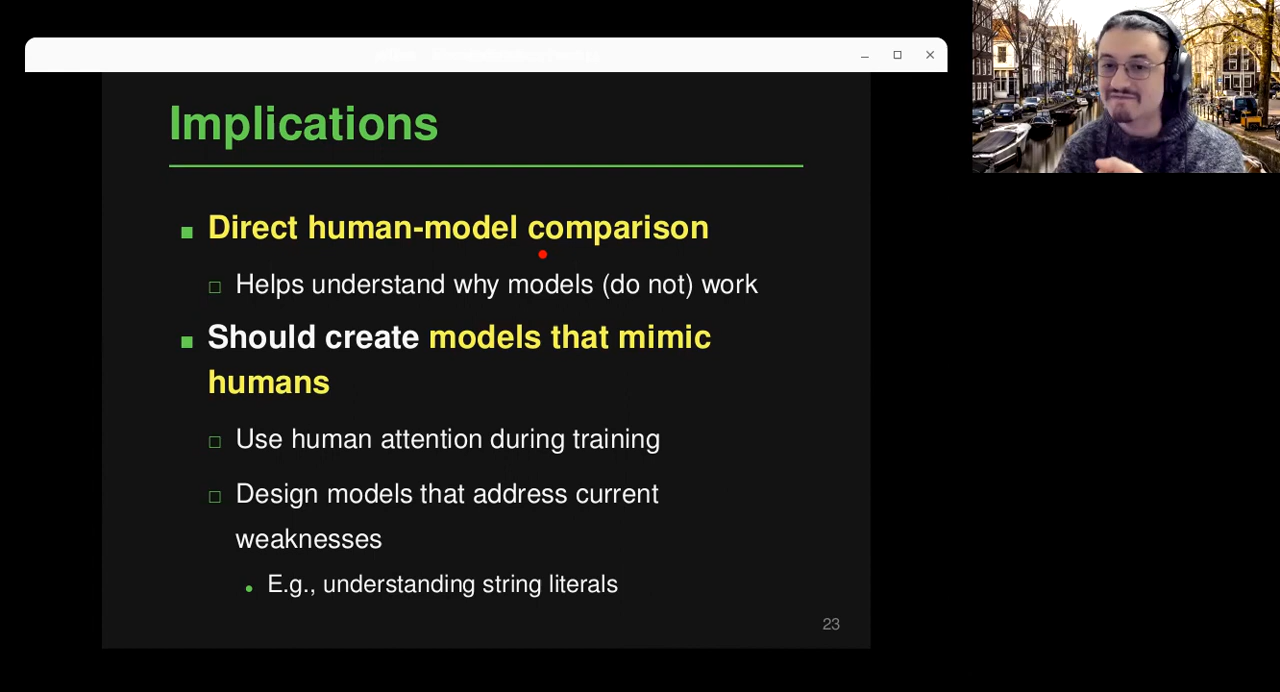 Implications
Direct human-model comparison
Helps understand why models (do not) work
Should create models that mimic
humans
Use human attention during training
Design models that address current
weaknesses
E.g., understanding string literals
23